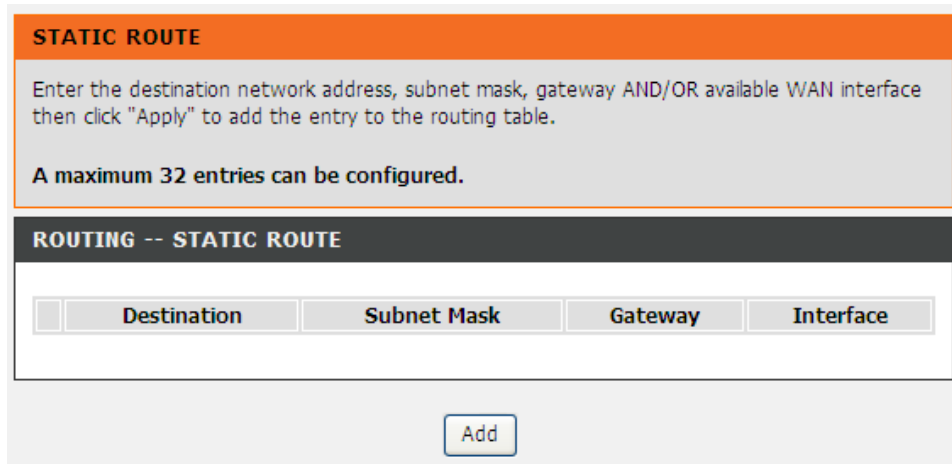 STATIC ROUTE
Enter the destination network address, subnet mask, gateway AND/OR available WAN interface
then click "Apply" to add the entry to the routing table.
A maximum 32 entries can be configured.
ROUTING -- STATIC ROUTE
Destination Subnet Mask Gateway Interface
Add